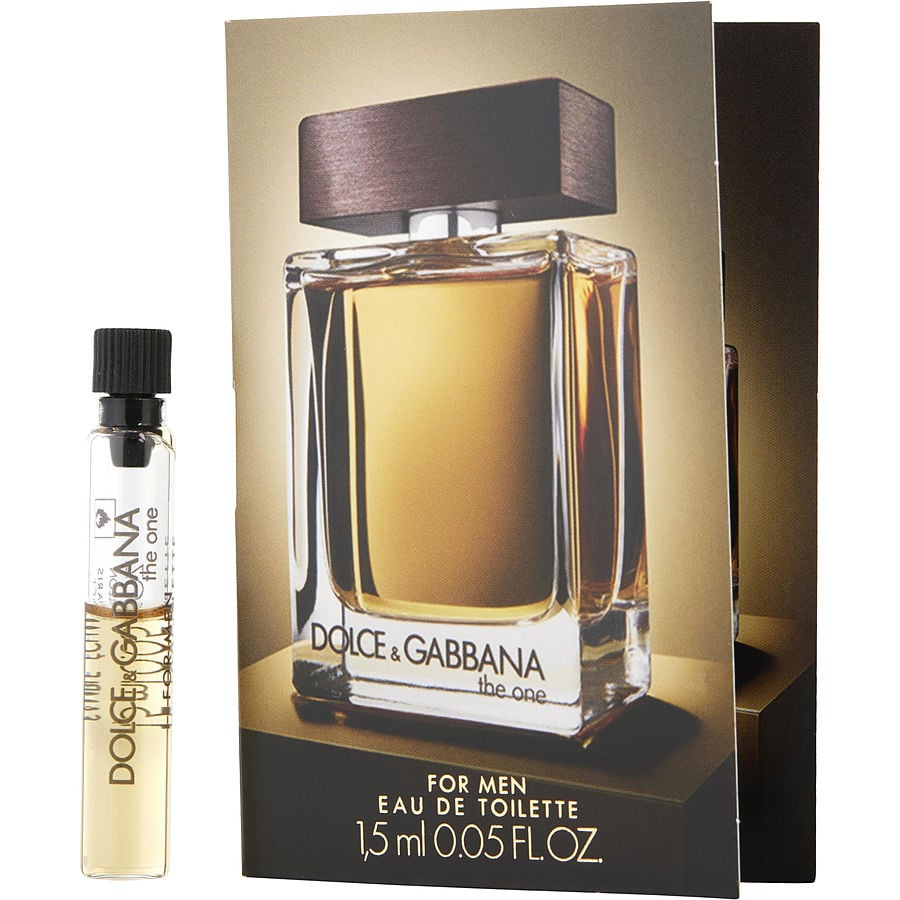 DOLCE & GABBANA
the one
DOLCE & GABBANA
the one
FOR MEN
EAU DE TOILETTE
1,5 ml 0.05 FL.OZ.